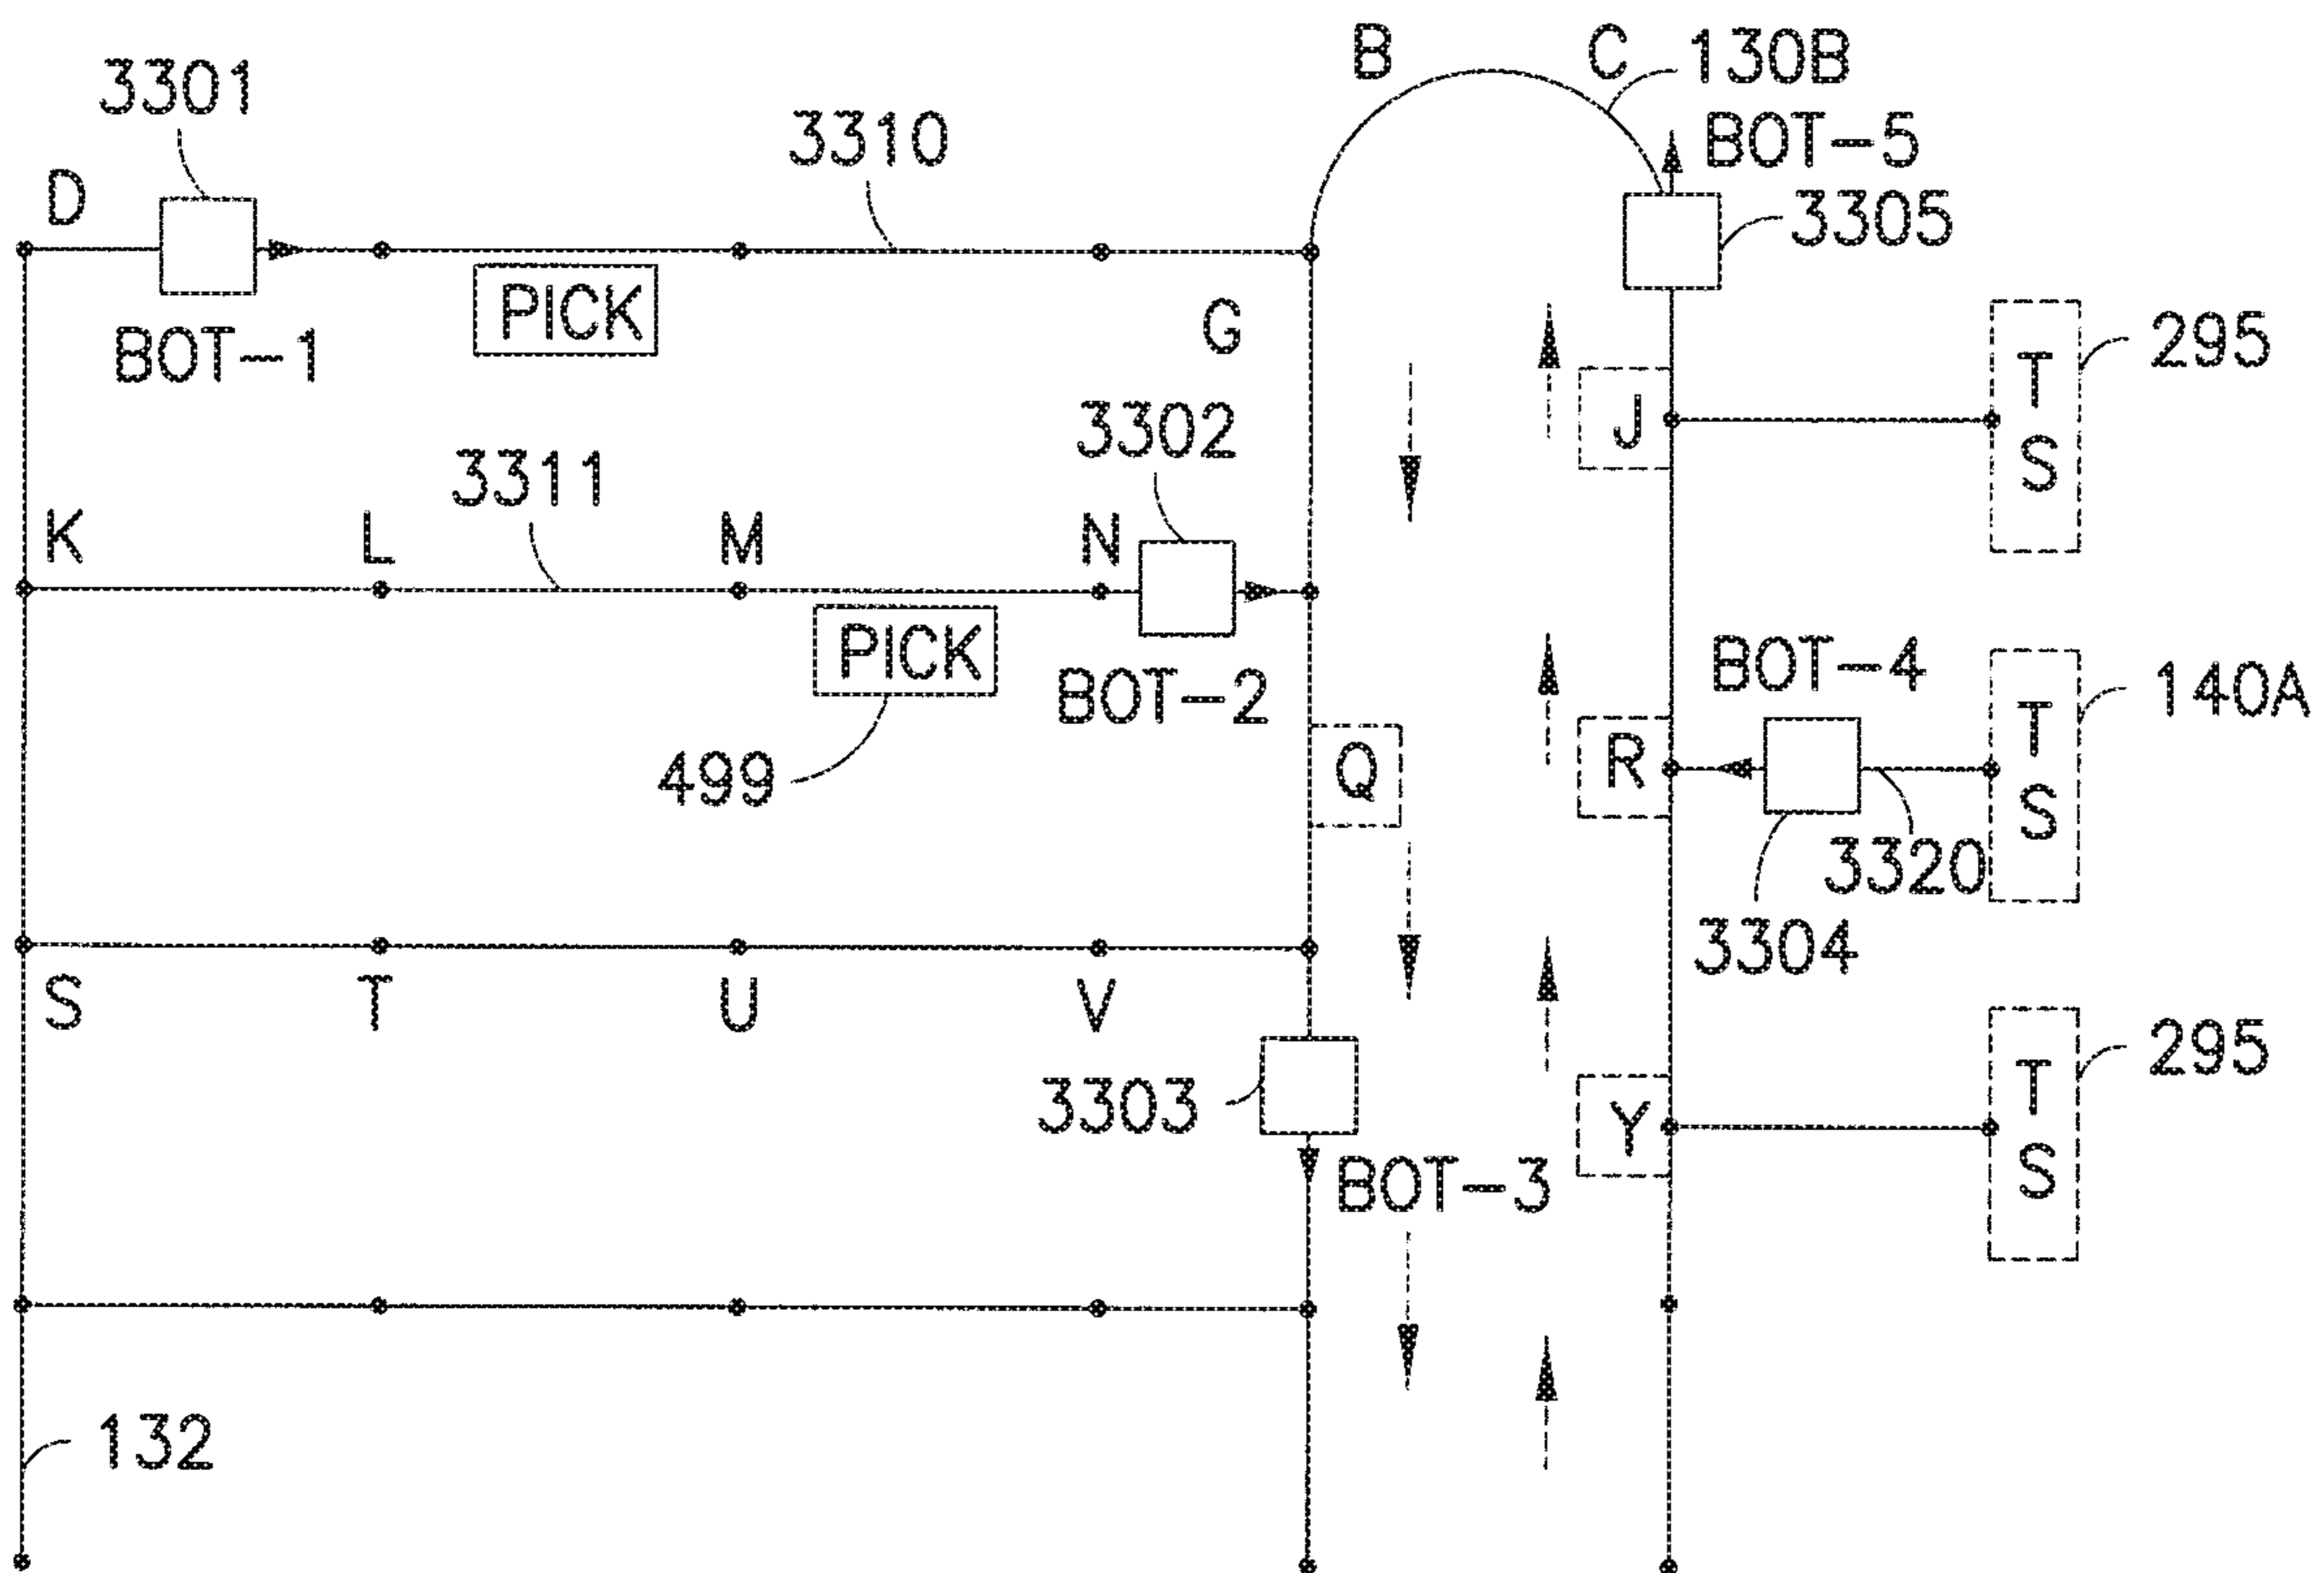 B C 130B
3301
3310
BOT-5
D
3305
PICK
G
BOT-1
J
T
S
295
3302
3311
K L M N
PICK
BOT-2
BOT-4
T
S
140A
499
Q
R
3320
3304
S T U V
3303
BOT-3
Y
T
S
295
132